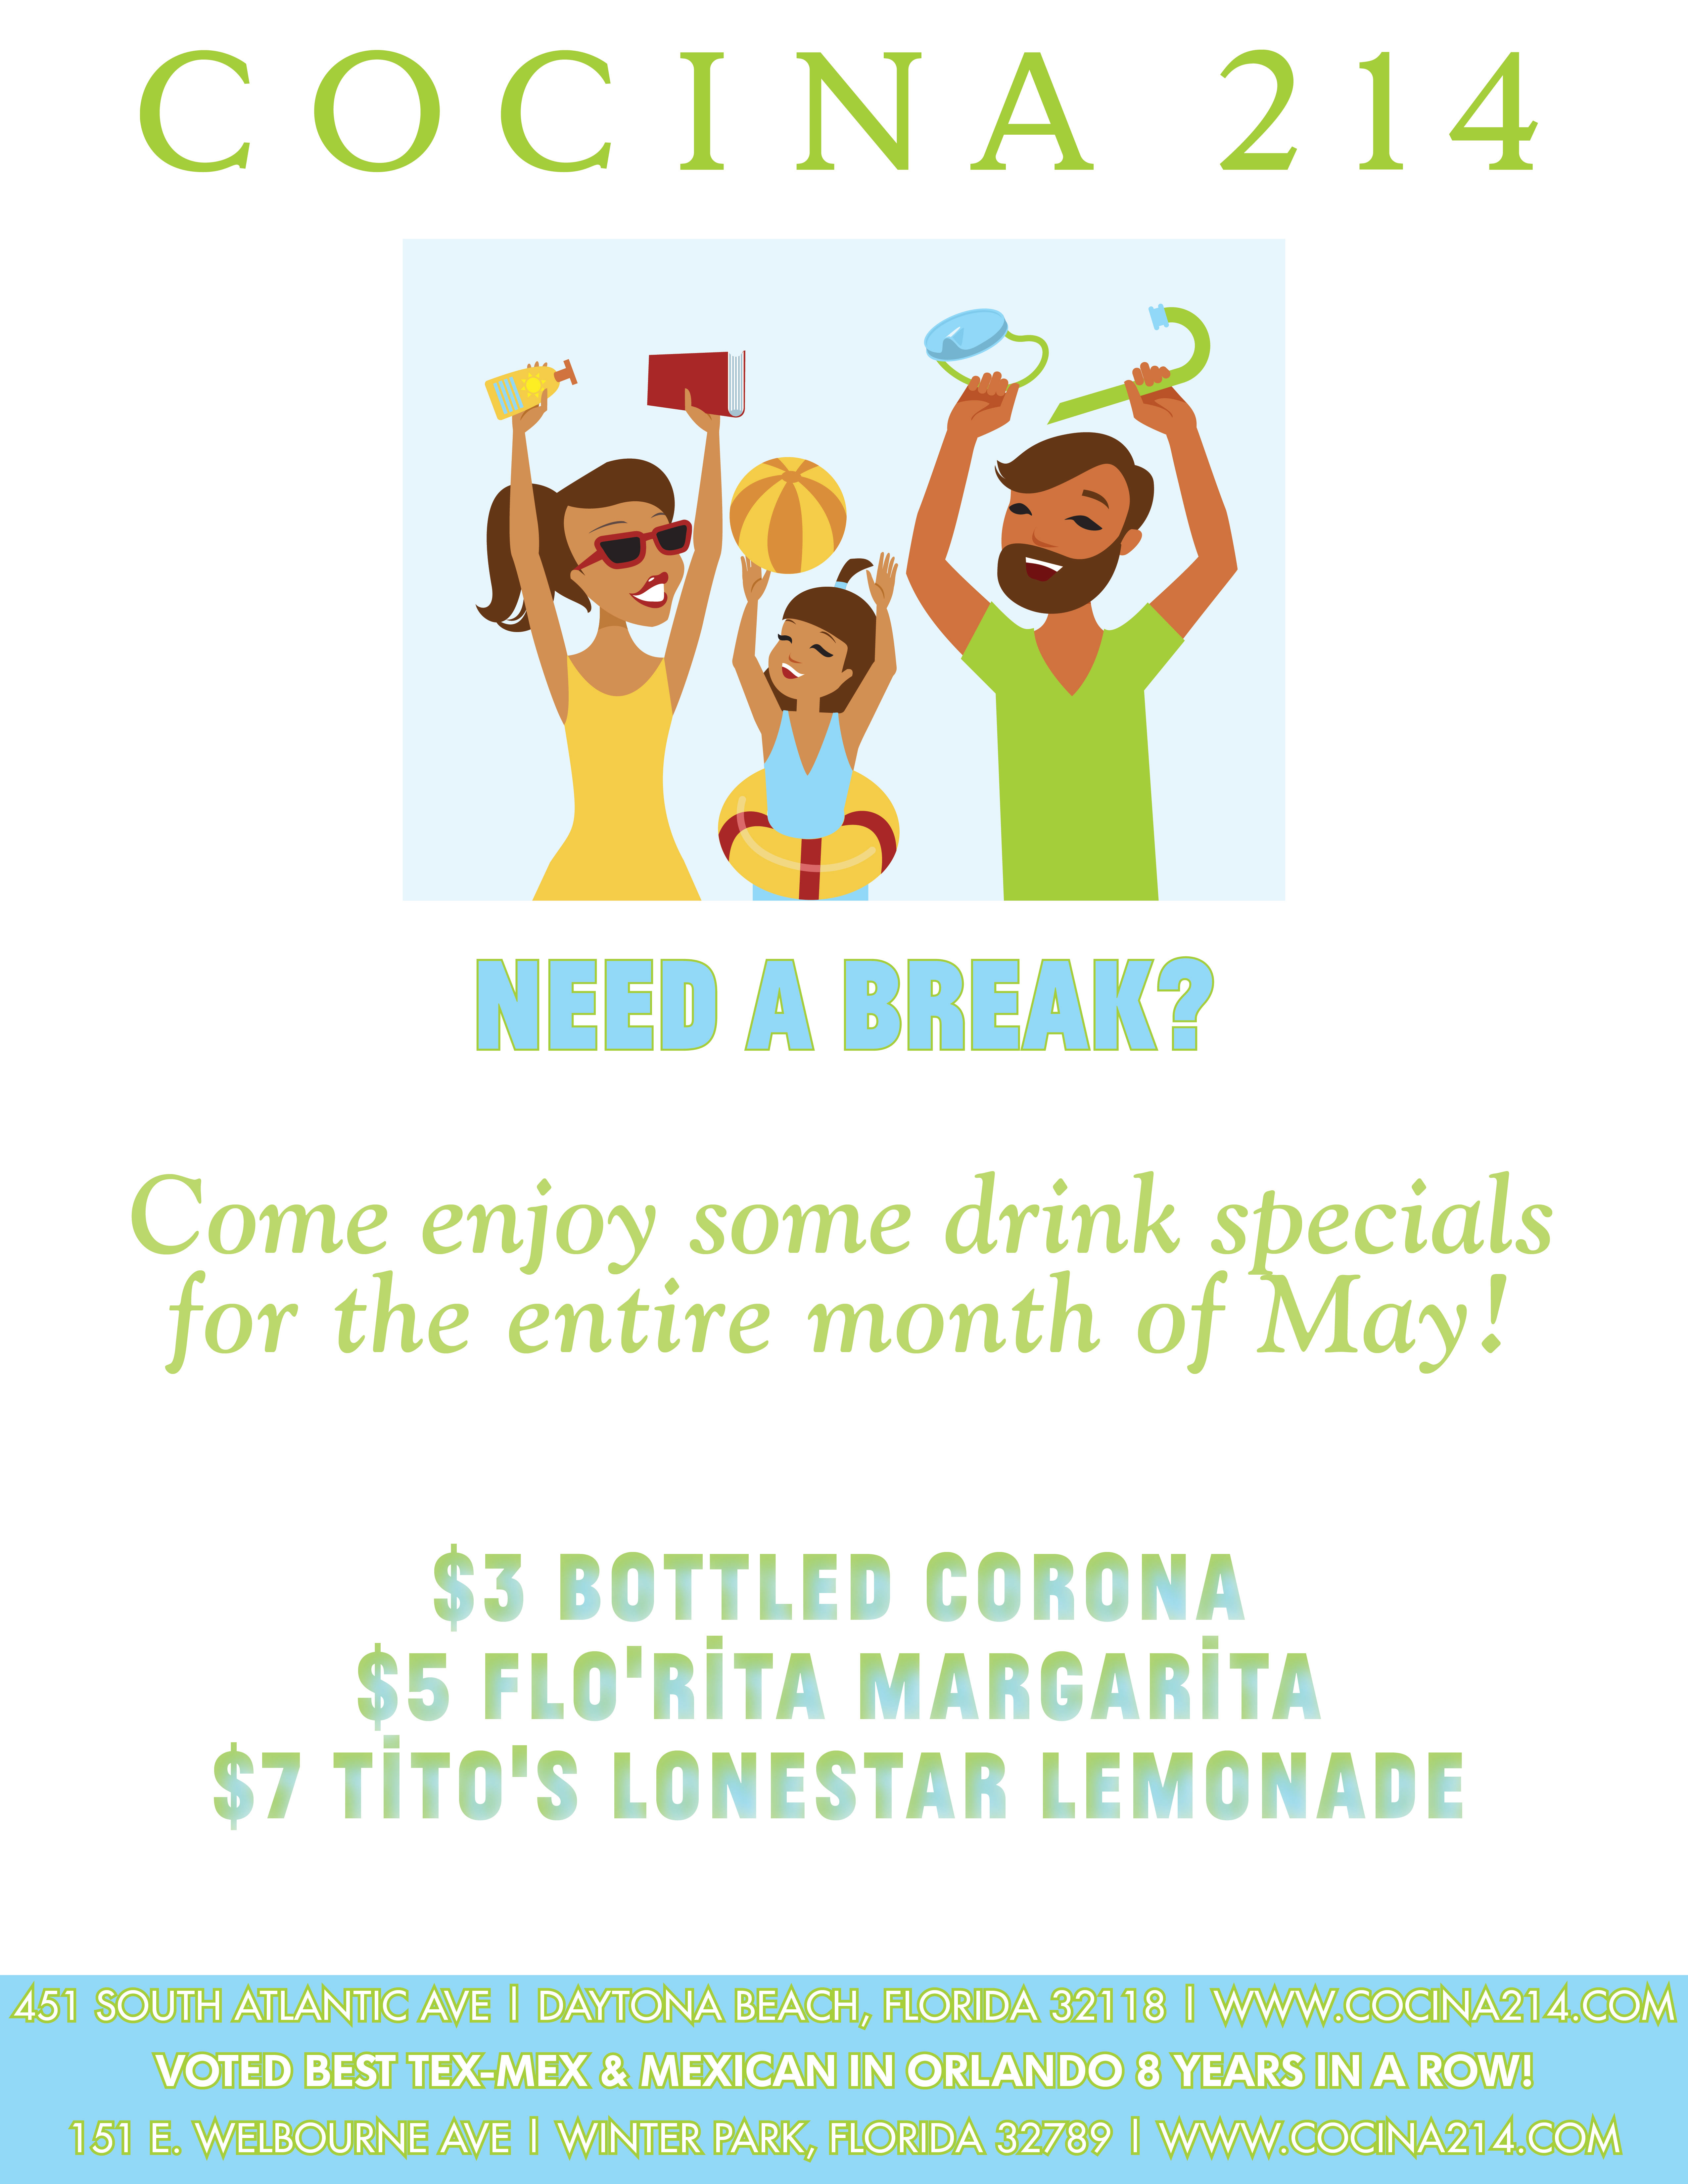 COCINA 214
NEED A BREAK?
Come enjoy some drink specials
for the entire month of May!
$3 BOTTLED CORONA
$5 FLO'RİTA MARGARİTA
$7 TİTO'S LONESTAR LEMONADE
451 SOUTH ATLANTIC AVE | DAYTONA BEACH, FLORIDA 32118 | WWW.COCINA214.COM
VOTED BEST TEX-MEX & MEXICAN IN ORLANDO 8 YEARS IN A ROW!
151 E. WELBOURNE AVE | WINTER PARK, FLORIDA 32789 | WWW.COCINA214.COM